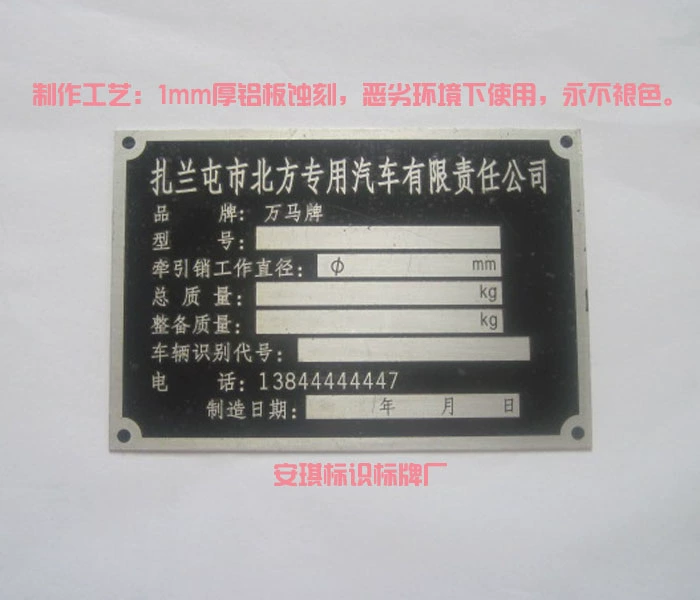 制作工艺：1mm厚铝板蚀刻，恶劣环境下使用，永不褪色。
扎兰屯市北方专用汽车有限责任公司
品 牌：万马牌
型 号：
牵引销工作直径：ϕ mm
总 质 量： kg
整备质量： kg
车辆识别代号：
电 话：13844444447
制造日期： 年 月 日
安琪标识标牌厂